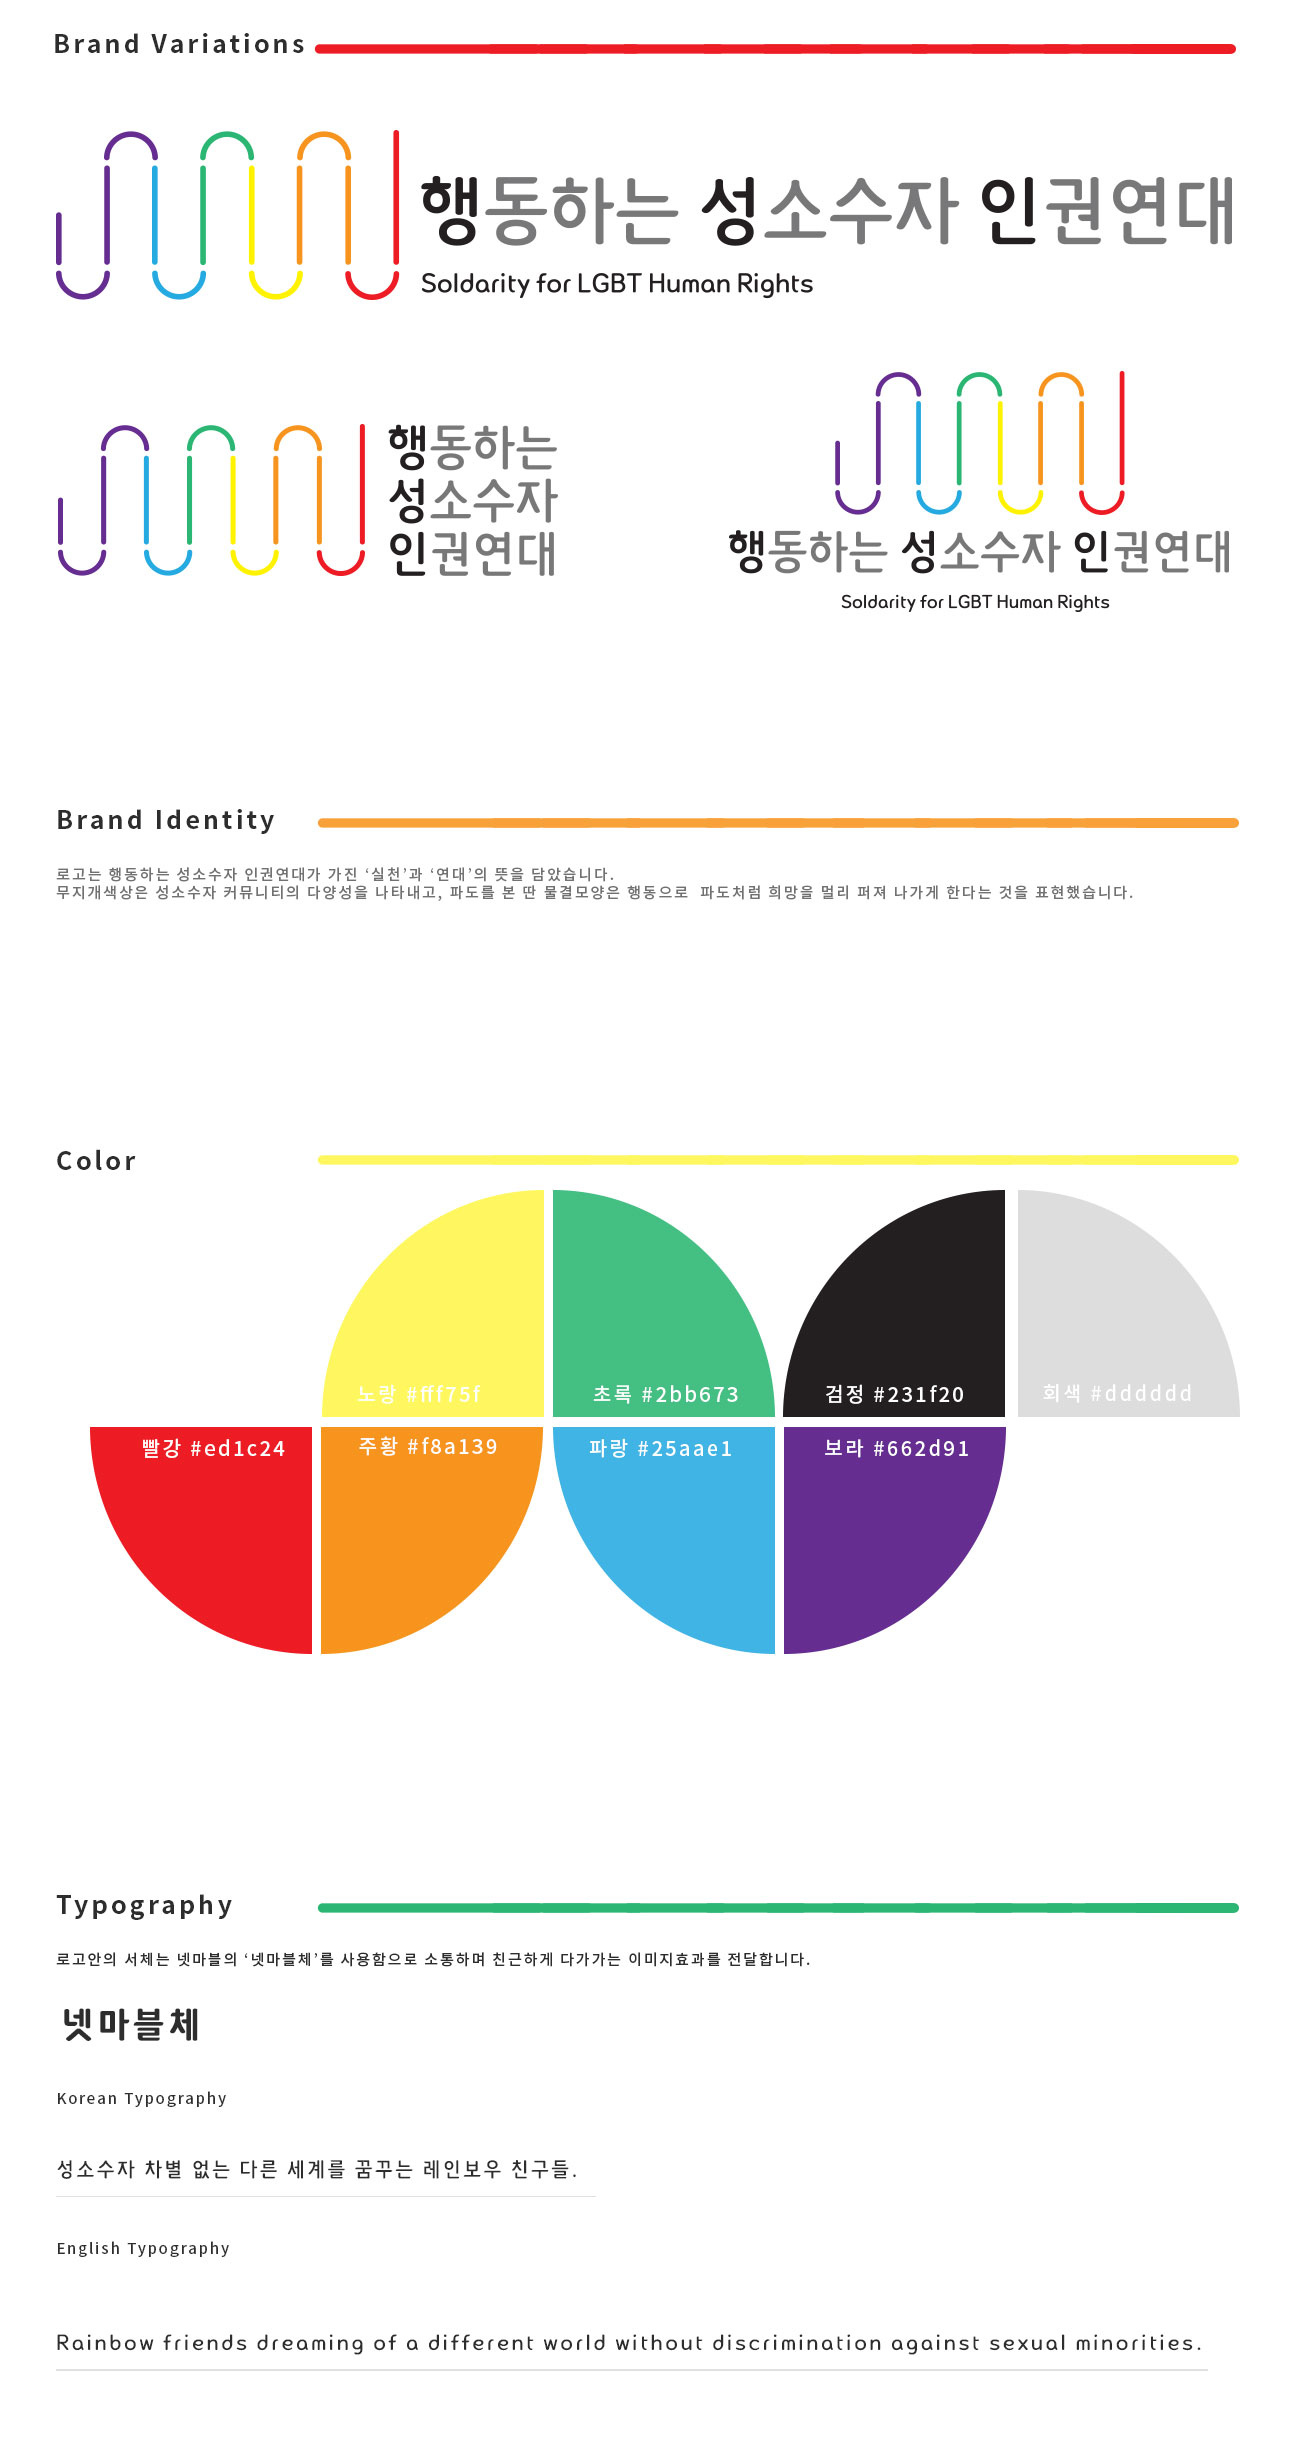 Brand Variations
행동하는 성소수자 인권연대
Soldarity for LGBT Human Rights
행동하는
성소수자
인권연대
행동하는 성소수자 인권연대
Soldarity for LGBT Human Rights
Brand Identity
로고는 행동하는 성소수자 인권연대가 가진 ‘실천’과 ‘연대’의 뜻을 담았습니다.
무지개색상은 성소수자 커뮤니티의 다양성을 나타내고, 파도를 본 딴 물결모양은 행동으로 파도처럼 희망을 멀리 퍼져 나가게 한다는 것을 표현했습니다.
Color
노랑 #fff75f
초록 #2bb673
검정 #231f20
회색 #dddddd
빨강 #ed1c24
주황 #f8a139
파랑 #25aae1
보라 #662d91
Typography
로고안의 서체는 넷마블의 ‘넷마블체’를 사용함으로 소통하며 친근하게 다가가는 이미지효과를 전달합니다.
넷마블체
Korean Typography
성소수자 차별 없는 다른 세계를 꿈꾸는 레인보우 친구들.
English Typography
Rainbow friends dreaming of a different world without discrimination against sexual minorities.